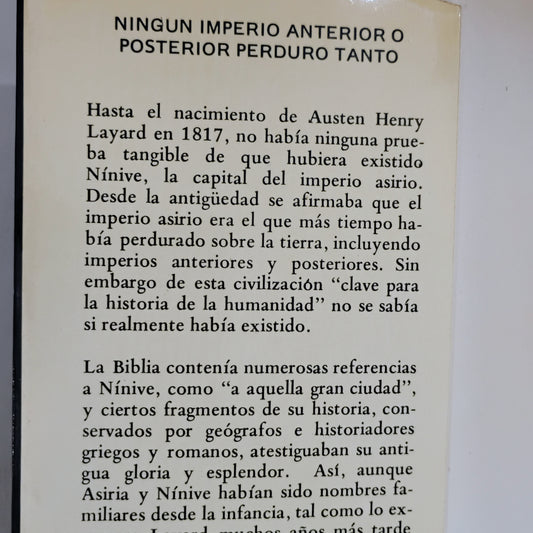 NINGUN IMPERIO ANTERIOR O
POSTERIOR PERDURO TANTO
Hasta el nacimiento de Austen Henry
Layard en 1817, no había ninguna prue-
ba tangible de que hubiera existido
Nínive, la capital del imperio asirio.
Desde la antigüedad se afirmaba que el
imperio asirio era el que más tiempo ha-
bía perdurado sobre la tierra, incluyendo
imperios anteriores y posteriores. Sin
embargo de esta civilización “clave para
la historia de la humanidad” no se sabía
si realmente había existido.
La Biblia contenía numerosas referencias
a Nínive, como “a aquella gran ciudad”,
y ciertos fragmentos de su historia, con-
servados por geógrafos e historiadores
griegos y romanos, atestiguaban su anti-
gua gloria y esplendor. Así, aunque
Asiria y Nínive habían sido nombres fa-
miliares desde la infancia, tal como lo ex-
Layard muchos años más tarde